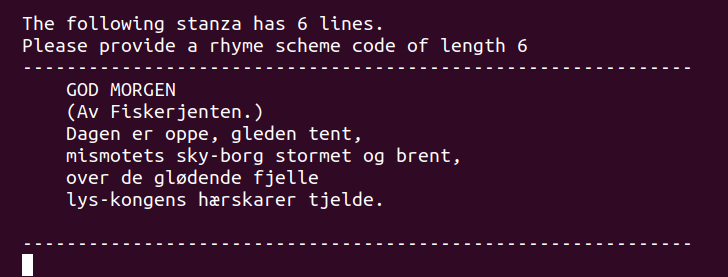 The following stanza has 6 lines.
Please provide a rhyme scheme code of length 6
-------------------------------------------------------------
GOD MORGEN
(Av Fiskerjenten.)
Dagen er oppe, gleden tent,
mismotets sky-borg stormet og brent,
over de glødende fjelle
lys-kongens hærskarer tjelde.
-------------------------------------------------------------